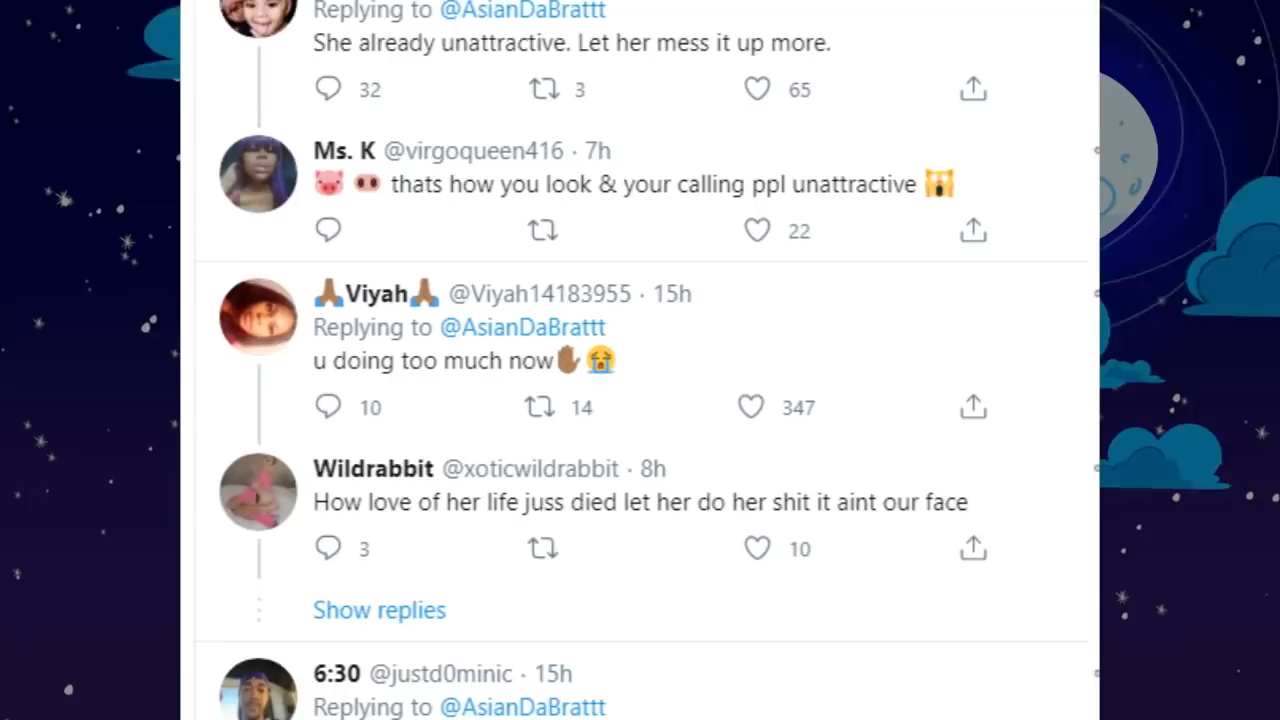 Replying to @AsianDaBrattt
She already unattractive. Let her mess it up more.
32 3 65
Ms. K @virgoqueen416 · 7h
🐷 🐽 thats how you look & your calling ppl unattractive 🙀
22
🙏🏽Viyah🙏🏽 @Viyah14183955 · 15h
Replying to @AsianDaBrattt
u doing too much now✋🏽😭
10 14 347
Wildrabbit @xoticwildrabbit · 8h
How love of her life juss died let her do her shit it aint our face
3 10
Show replies
6:30 @justd0minic · 15h
Replying to @AsianDaBrattt